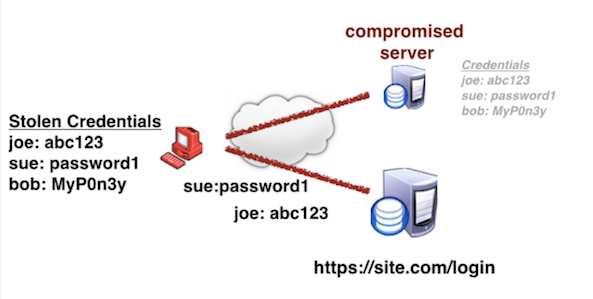 compromised
server
Credentials
joe: abc123
sue: password1
bob: MyP0n3y
Stolen Credentials
joe: abc123
sue: password1
bob: MyP0n3y
sue:password1
joe: abc123
https://site.com/login